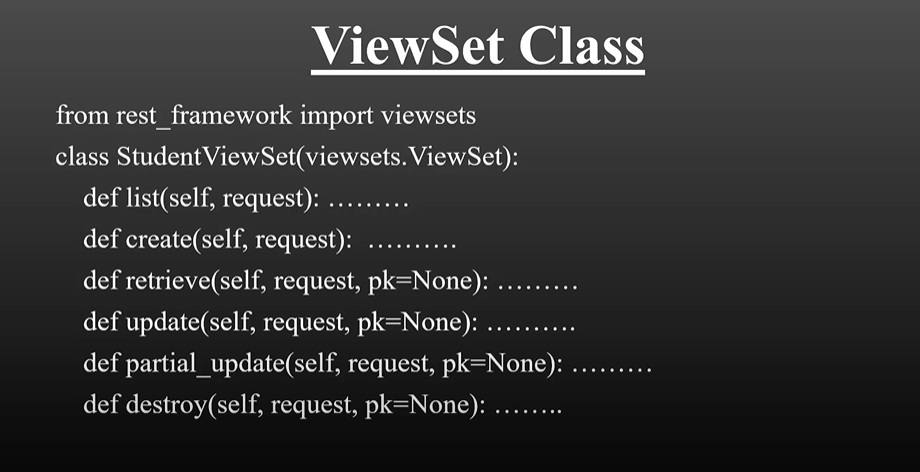 ViewSet Class
from rest_framework import viewsets
class StudentViewSet(viewsets.ViewSet):
def list(self, request): ………
def create(self, request):  ……….
def retrieve(self, request, pk=None): ………
def update(self, request, pk=None): ……….
def partial_update(self, request, pk=None): ………
def destroy(self, request, pk=None): ……..